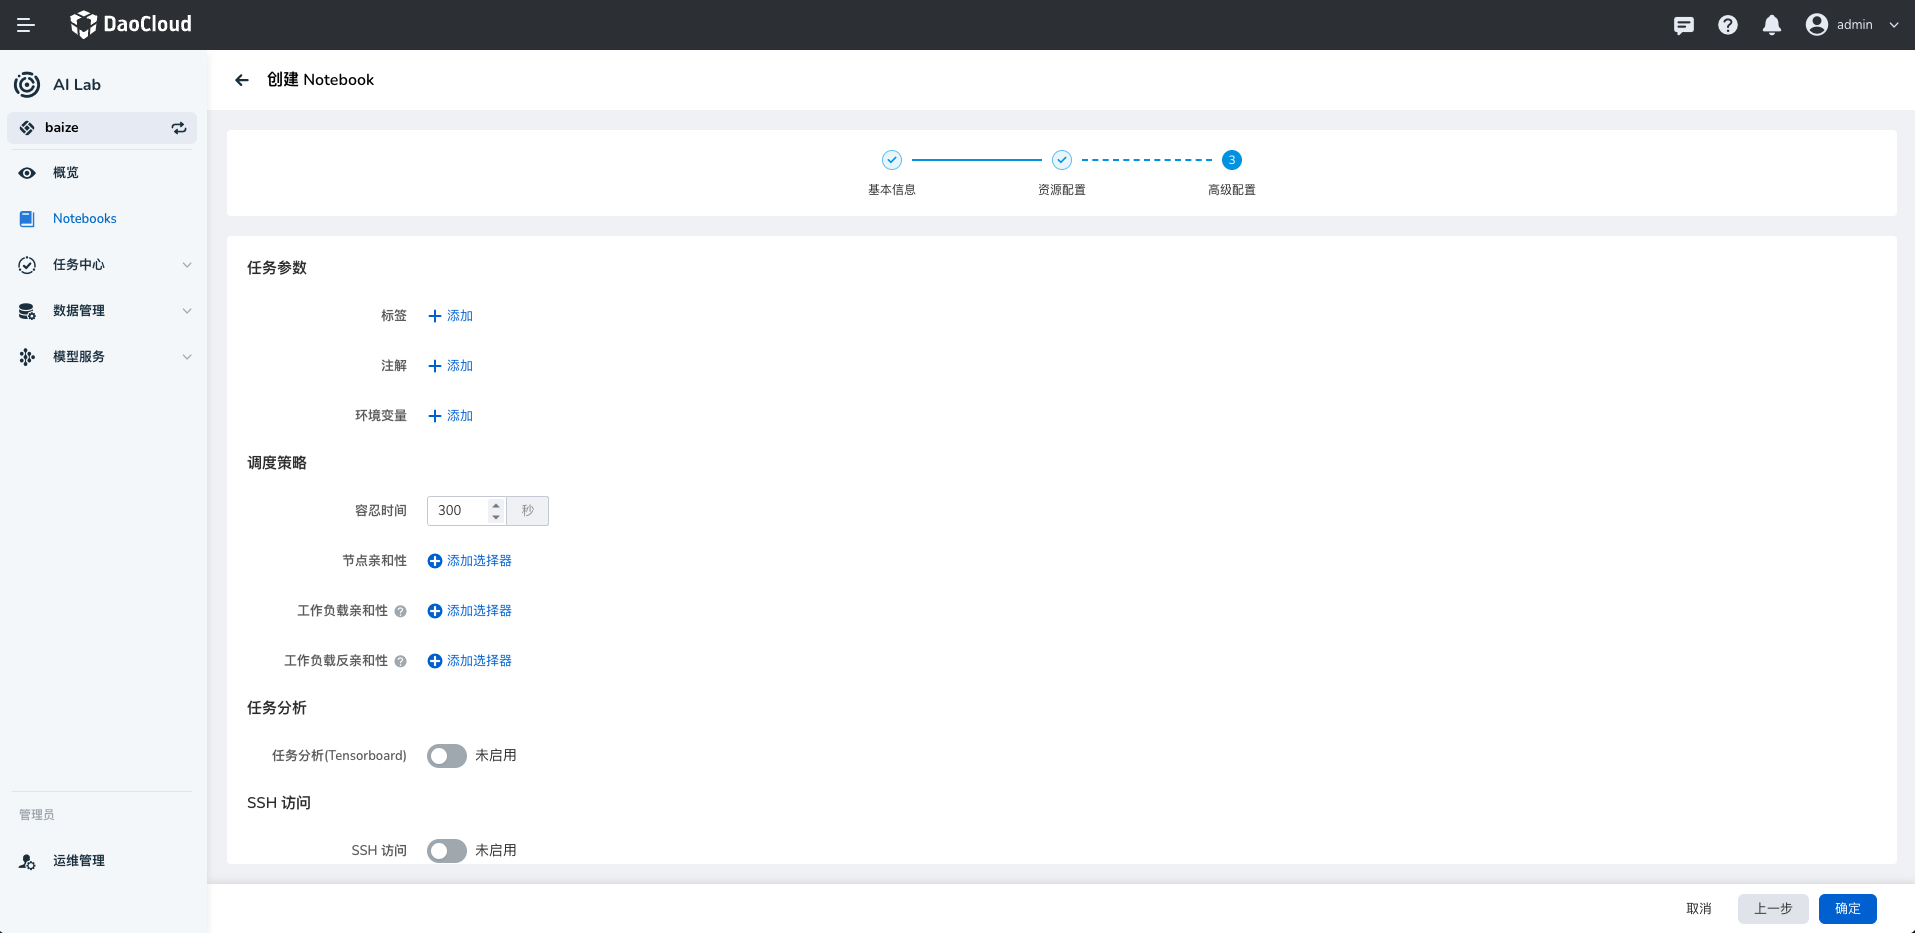 DaoCloud
admin
AI Lab
baize
概览
Notebooks
任务中心
数据管理
模型服务
管理员
运维管理
创建 Notebook
3
基本信息
资源配置
高级配置
任务参数
标签 添加
注解 添加
环境变量 添加
调度策略
容忍时间 300 秒
节点亲和性 添加选择器
工作负载亲和性 ? 添加选择器
工作负载反亲和性 ? 添加选择器
任务分析
任务分析(Tensorboard) 未启用
SSH 访问
SSH 访问 未启用
取消 上一步 确定